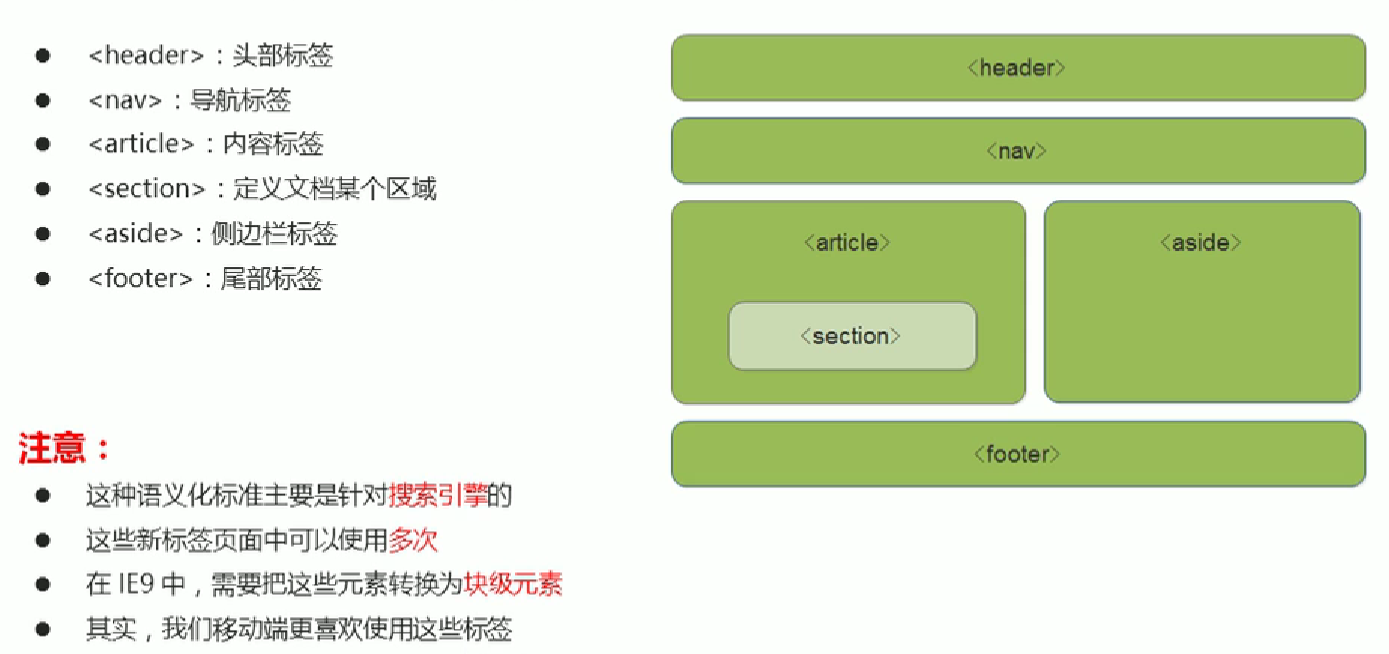 <header>：头部标签
<nav>：导航标签
<article>：内容标签
<section>：定义文档某个区域
<aside>：侧边栏标签
<footer>：尾部标签
注意：
这种语义化标准主要是针对搜索引擎的
这些新标签页面中可以使用多次
在 IE9 中，需要把这些元素转换为块级元素
其实，我们移动端更喜欢使用这些标签
<header>
<nav>
<article>
<aside>
<section>
<footer>